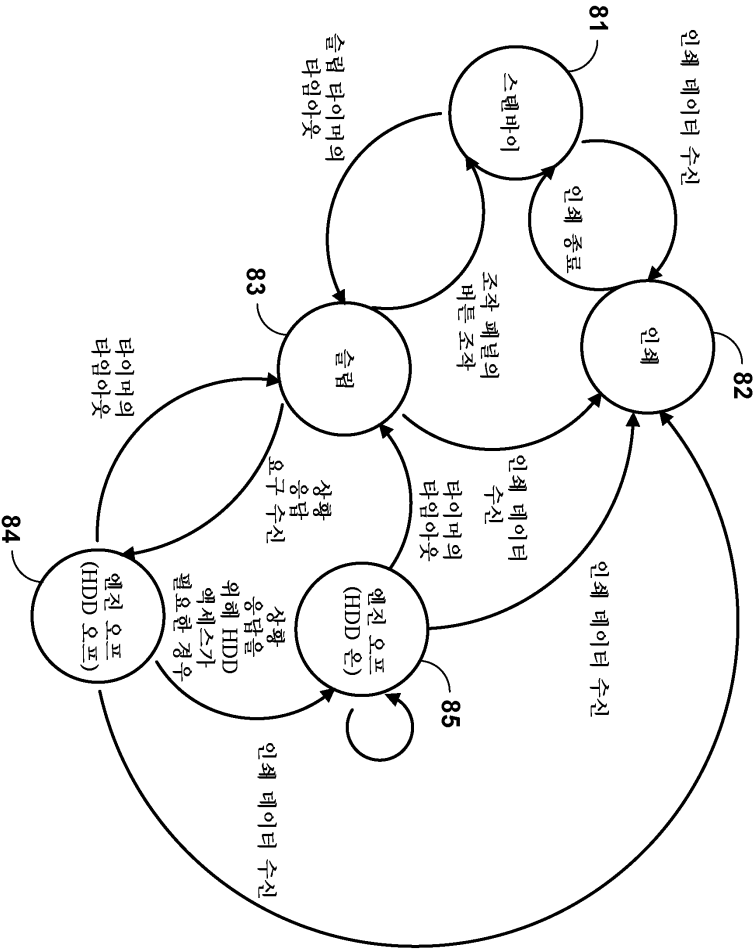 82
인쇄 데이터 수신
인쇄
81
인쇄 데이터 수신
인쇄 종료
스탠바이
인쇄 데이터
수신
조작 패널의
버튼 조작
타이머의
타임아웃
85
엔진 오프
(HDD 온)
슬립 타이머의
타임아웃
슬립
83
상황
응답
요구 수신
상황
응답을
위해 HDD
액세스가
필요한 경우
인쇄 데이터 수신
타이머의
타임아웃
엔진 오프
(HDD 오프)
84